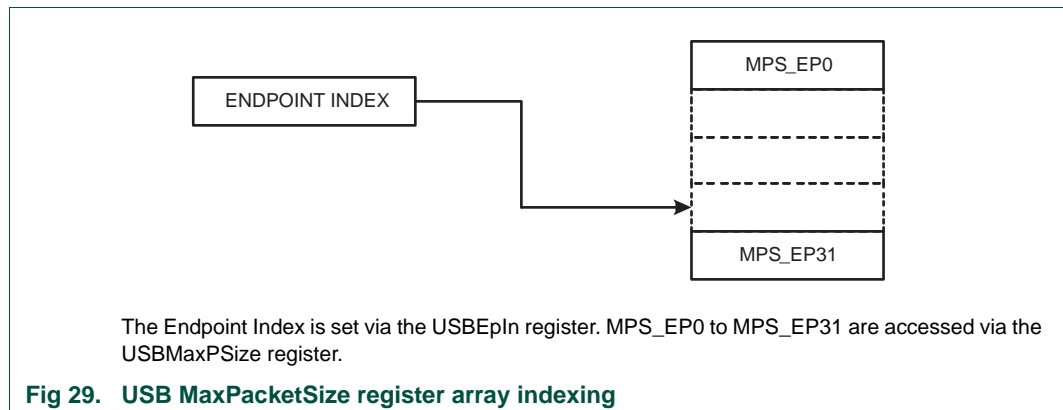 MPS_EP0
ENDPOINT INDEX
MPS_EP31
The Endpoint Index is set via the USBEpIn register. MPS_EP0 to MPS_EP31 are accessed via the
USBMaxPSize register.
Fig 29. USB MaxPacketSize register array indexing